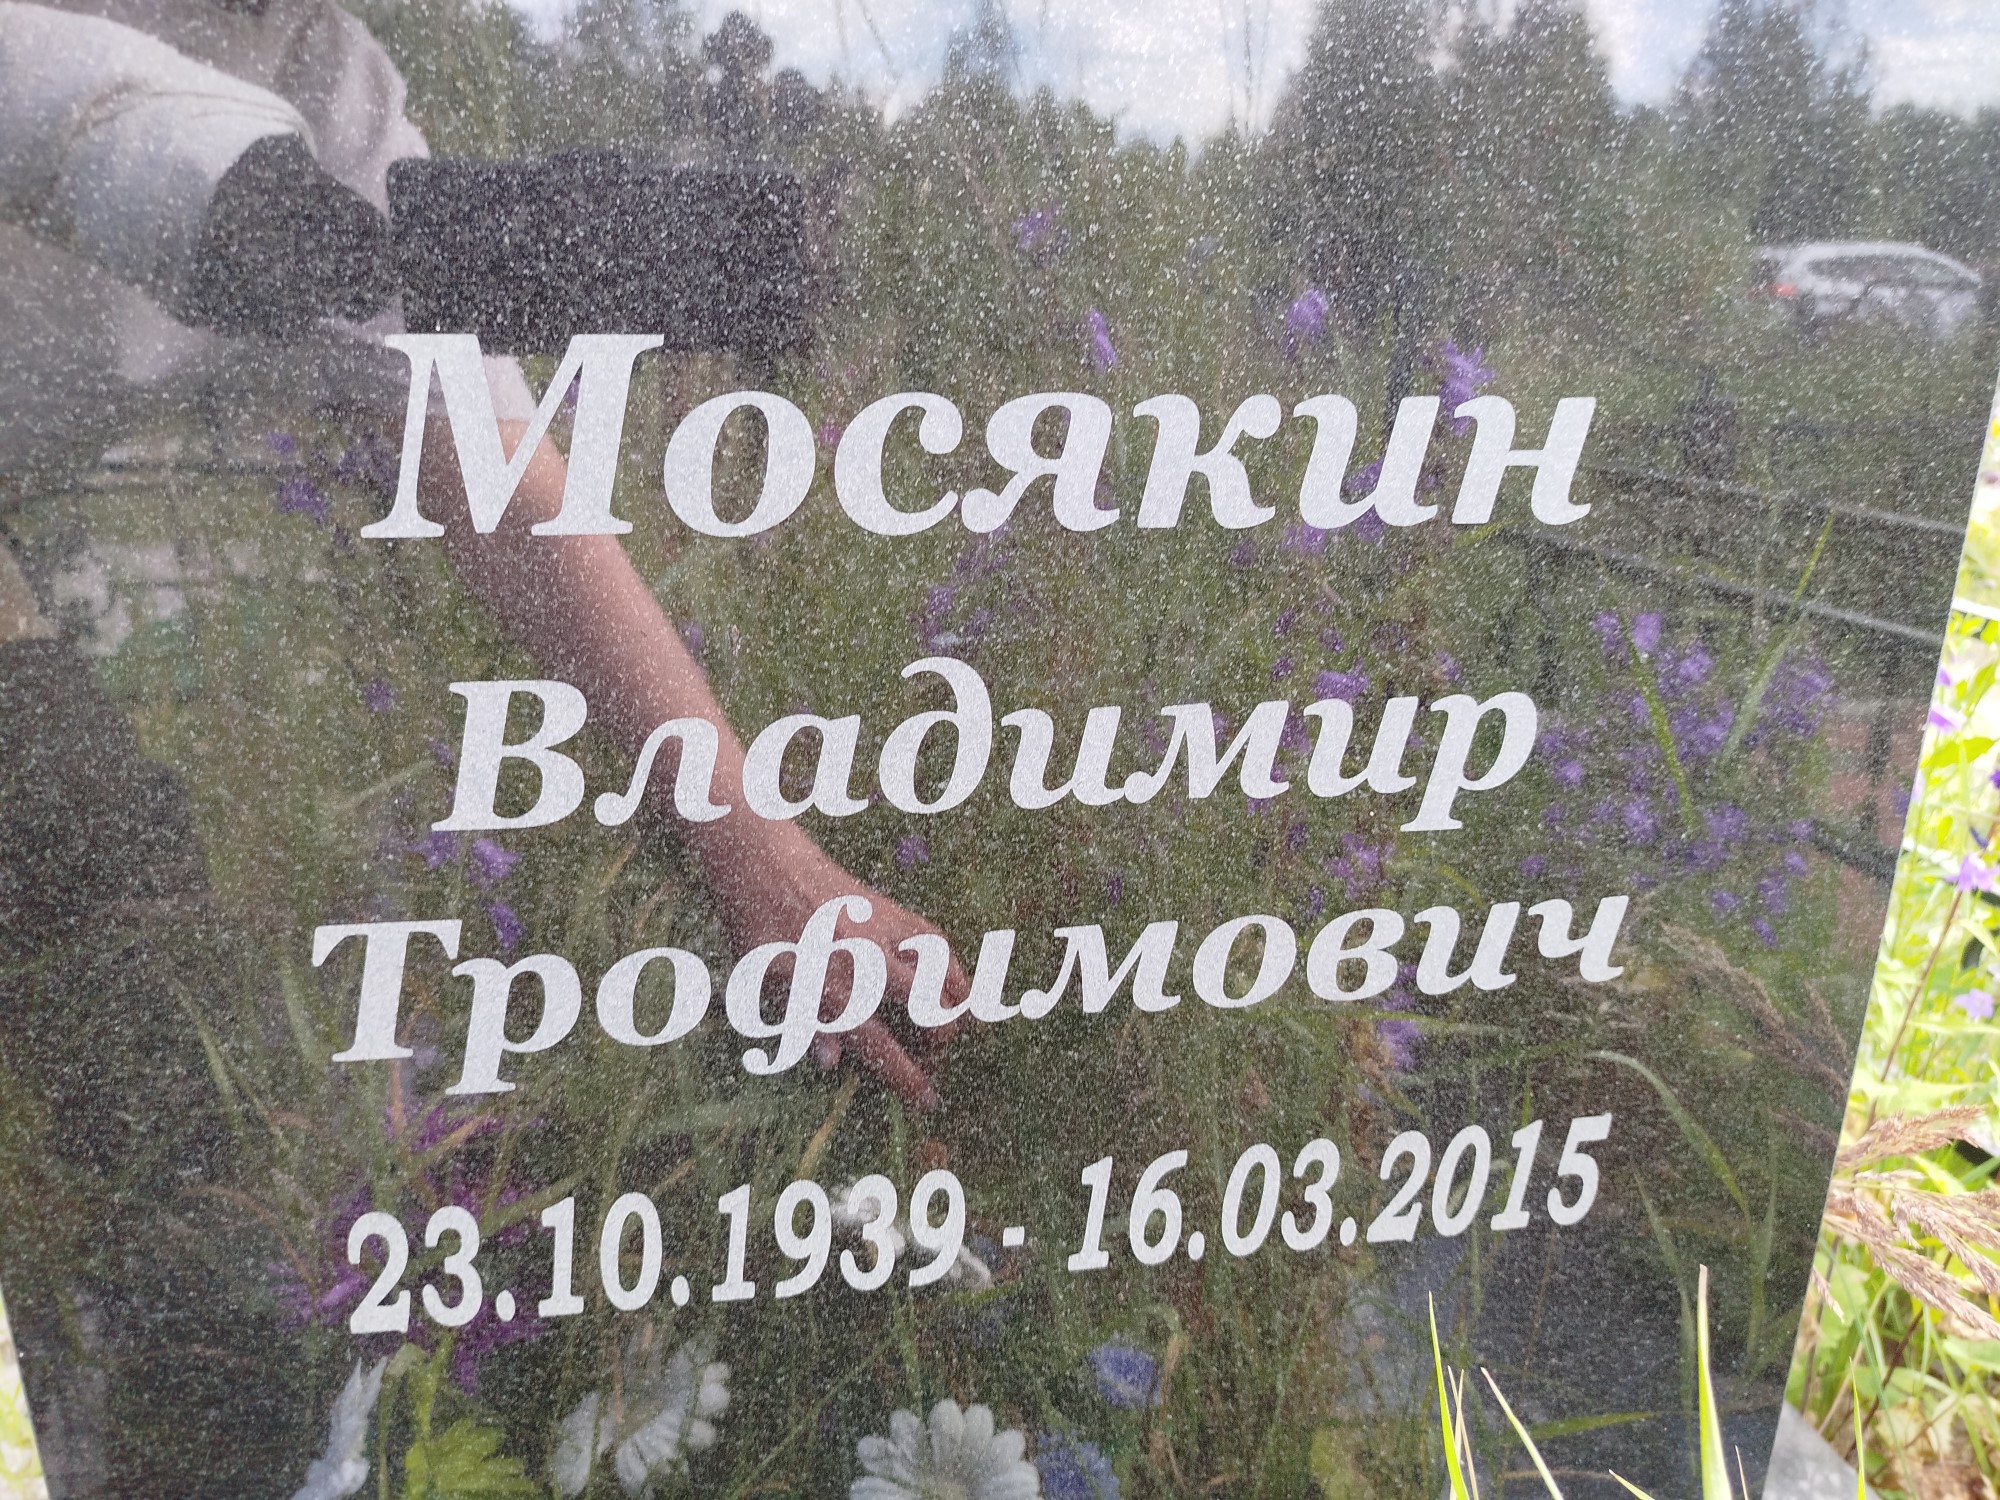 Мосякин
Владимир
Трофимович
23.10.1939 - 16.03.2015